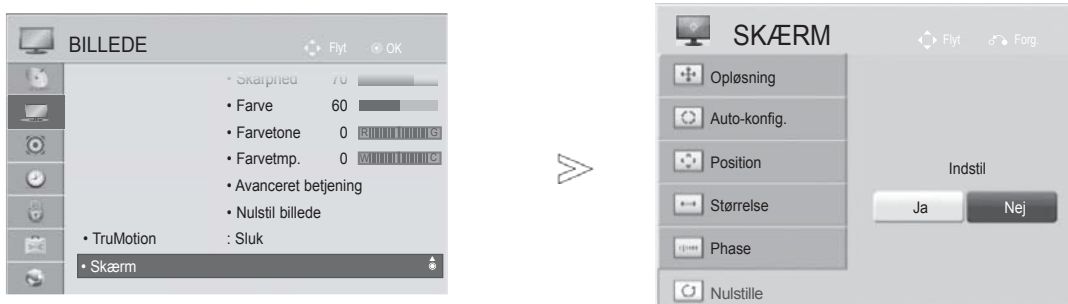 BILLEDE
Flyt OK
• Skarphed 70
• Farve 60
• Farvetone 0 R G
• Farvetmp. 0 W C
• Avanceret betjening
• Nulstil billede
• TruMotion : Sluk
• Skærm
SKÆRM
Flyt Forg.
Opløsning
Auto-konfig.
Position
Størrelse
Phase
Nulstille
Indstil
Ja Nej